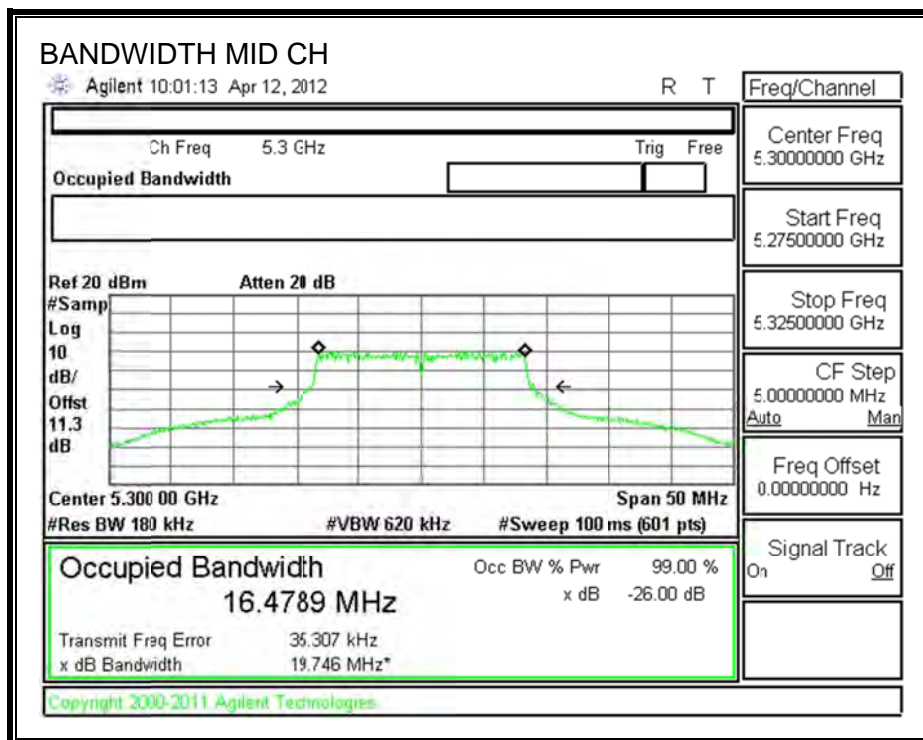 BANDWIDTH MID CH
Agilent 10:01:13 Apr 12, 2012 R T
Freq/Channel
Ch Freq 5.3 GHz Trig Free
Occupied Bandwidth
Center Freq
5.30000000 GHz
Start Freq
5.27500000 GHz
Stop Freq
5.32500000 GHz
CF Step
5.00000000 MHz
Auto Man
Freq Offset
0.00000000 Hz
Signal Track
On Off
Ref 20 dBm Atten 20 dB
#Samp
Log
10
dB/
Offst
11.3
dB
Center 5.300 00 GHz Span 50 MHz
#Res BW 180 kHz #VBW 620 kHz #Sweep 100 ms (601 pts)
Occupied Bandwidth
16.4789 MHz
Occ BW % Pwr 99.00 %
x dB -26.00 dB
Transmit Freq Error 35.307 kHz
x dB Bandwidth 19.746 MHz*
Copyright 2000-2011 Agilent Technologies